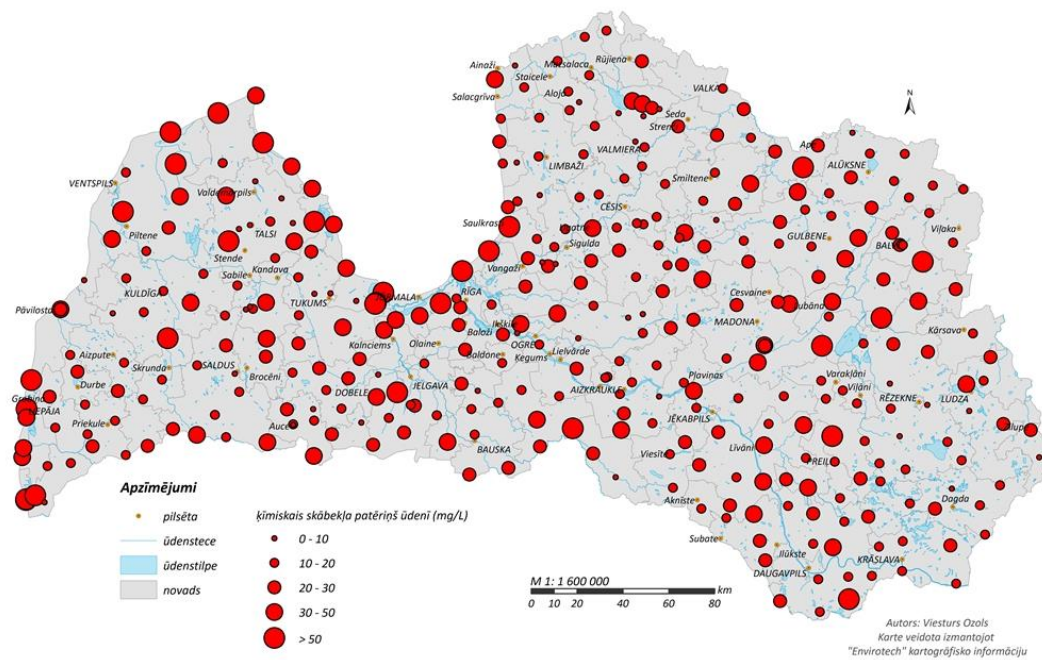 Ainaži
Salacgrīva
Staicele
Mazsalaca
Rūjiena
Aloja
VALKA
Seda
Strenči
VALMIERA
LIMBAŽI
Smiltene
Ape
ALŪKSNE
CĒSIS
VENTSPILS
Piltene
Valdemārpils
TALSI
Stende
Sabile
Kandava
KULDĪGA
TUKUMS
Saulkrasti
Sigulda
Vangaži
GULBENE
Viļaka
Cesvaine
MADONA
Kārsava
RĪGA
Baloži
Olaine
Kalnciems
Baldone
OGRE
Ķegums
Lielvārde
Pāvilosta
Aizpute
Durbe
Skrunda
SALDUS
Brocēni
DOBELE
JELGAVA
Priekule
Auce
BAUSKA
AIZKRAUKLE
Pļaviņas
JĒKABPILS
Varakļāni
Viļāni
RĒZEKNE
LUDZA
Viesīte
Līvāni
PREIĻI
Aknīste
Subate
Ilūkste
DAUGAVPILS
KRĀSLAVA
Dagda
N
Apzīmējumi
pilsēta
ūdenstece
ūdenstilpe
novads
ķīmiskais skābekļa patēriņš ūdenī (mg/L)
0 - 10
10 - 20
20 - 30
30 - 50
> 50
M 1: 1 600 000
km
0 10 20 40 60 80
Autors: Viesturs Ozols
Karte veidota izmantojot
"Envirotech" kartogrāfisko informāciju